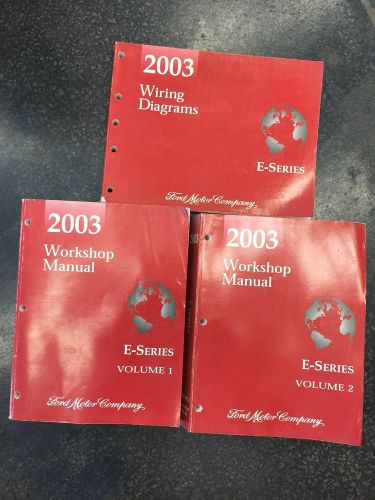 2003
Wiring
Diagrams
E-SERIES
Ford Motor Company
2003
Workshop
Manual
E-SERIES
VOLUME 1
Ford Motor Company
2003
Workshop
Manual
E-SERIES
VOLUME 2
Ford Motor Company